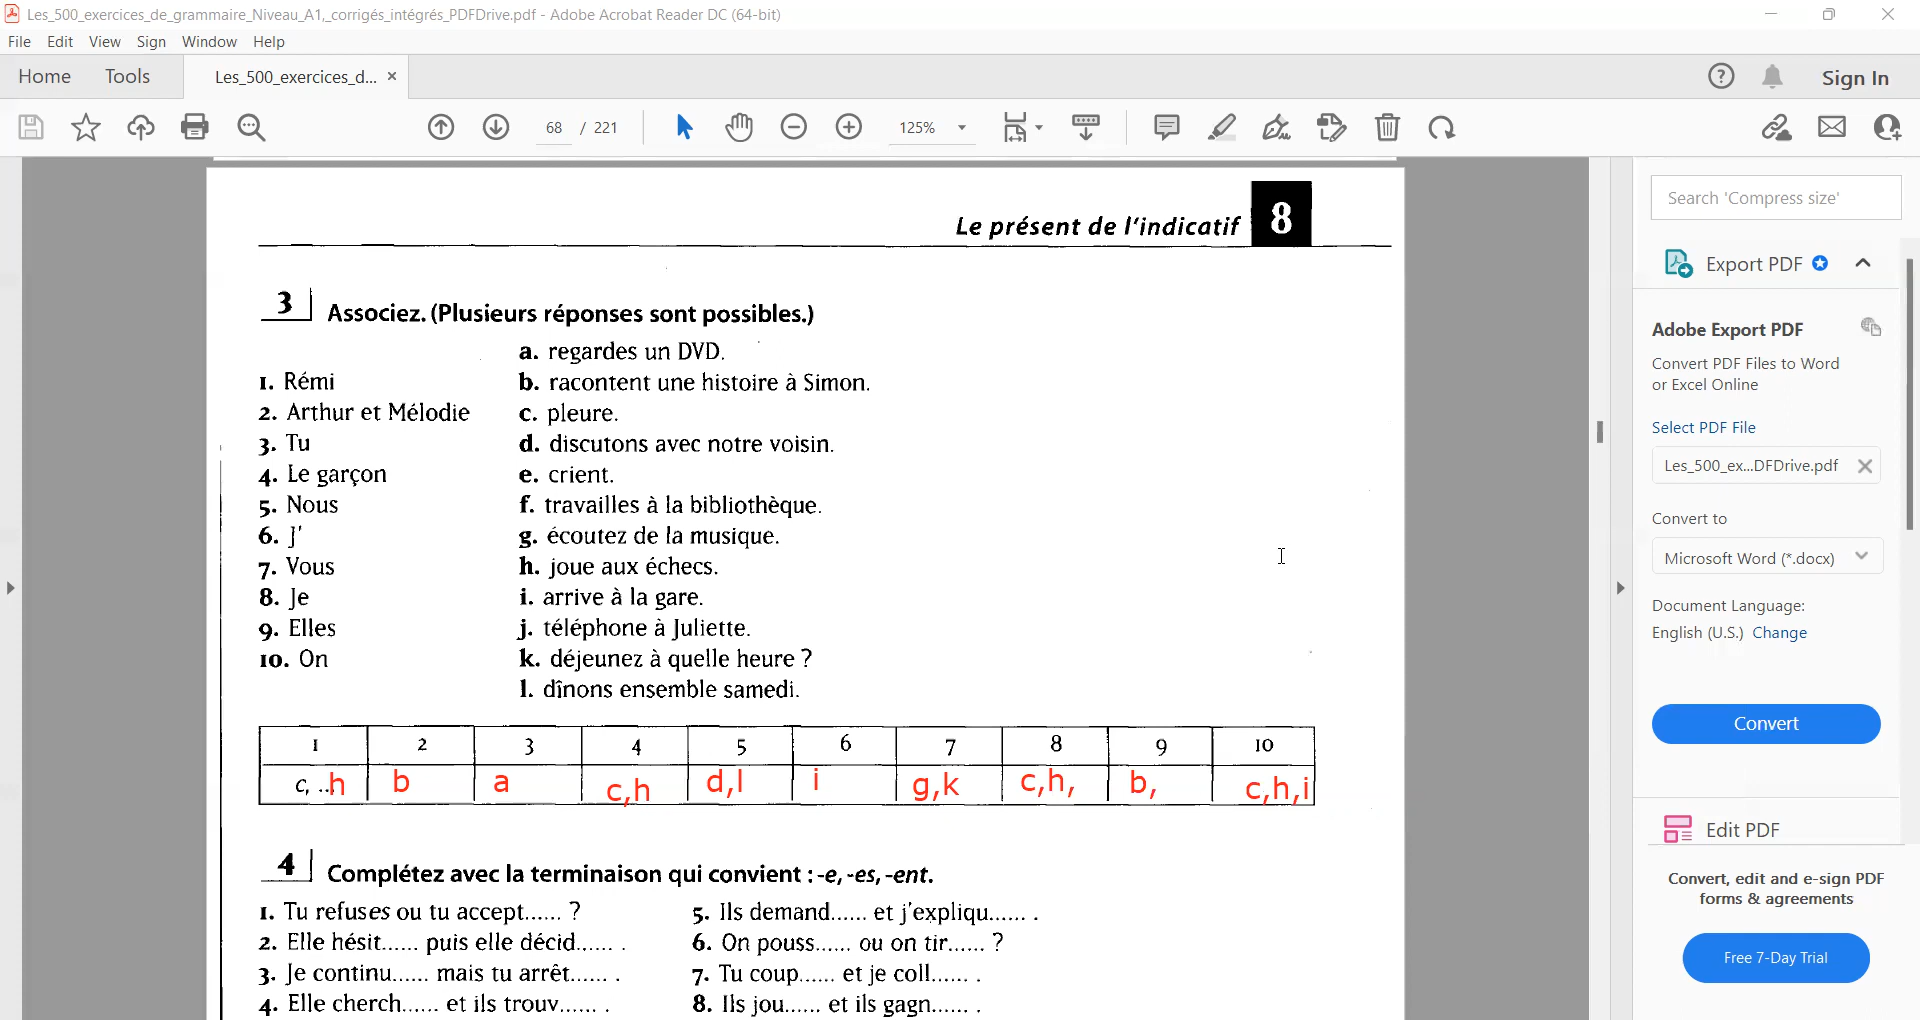 Les_500_exercices_de_grammaire_Niveau_A1,_corrigés_intégrés_PDFDrive.pdf - Adobe Acrobat Reader DC (64-bit)
File Edit View Sign Window Help
Home Tools Les_500_exercices_d... × Sign In
68 / 221 125%
Le présent de l'indicatif 8
3 Associez. (Plusieurs réponses sont possibles.)
a. regardes un DVD.
1. Rémi b. racontent une histoire à Simon.
2. Arthur et Mélodie c. pleure.
3. Tu d. discutons avec notre voisin.
4. Le garçon e. crient.
5. Nous f. travailles à la bibliothèque.
6. J' g. écoutez de la musique.
7. Vous h. joue aux échecs.
8. Je i. arrive à la gare.
9. Elles j. téléphone à Juliette.
10. On k. déjeunez à quelle heure ?
l. dînons ensemble samedi.
1 2 3 4 5 6 7 8 9 10
c, ..h b a c,h d,l i g,k c,h, b, c,h,i
4 Complétez avec la terminaison qui convient : -e, -es, -ent.
1. Tu refuses ou tu accept...... ?
2. Elle hésit...... puis elle décid...... .
3. Je continu...... mais tu arrêt...... .
4. Elle cherch...... et ils trouv...... .
5. Ils demand...... et j'expliqu...... .
6. On pouss...... ou on tir...... ?
7. Tu coup...... et je coll...... .
8. Ils jou...... et ils gagn...... .
Search 'Compress size'
Export PDF
Adobe Export PDF
Convert PDF Files to Word
or Excel Online
Select PDF File
Les_500_ex...DFDrive.pdf
Convert to
Microsoft Word (*.docx)
Document Language:
English (U.S.) Change
Convert
Edit PDF
Convert, edit and e-sign PDF
forms & agreements
Free 7-Day Trial